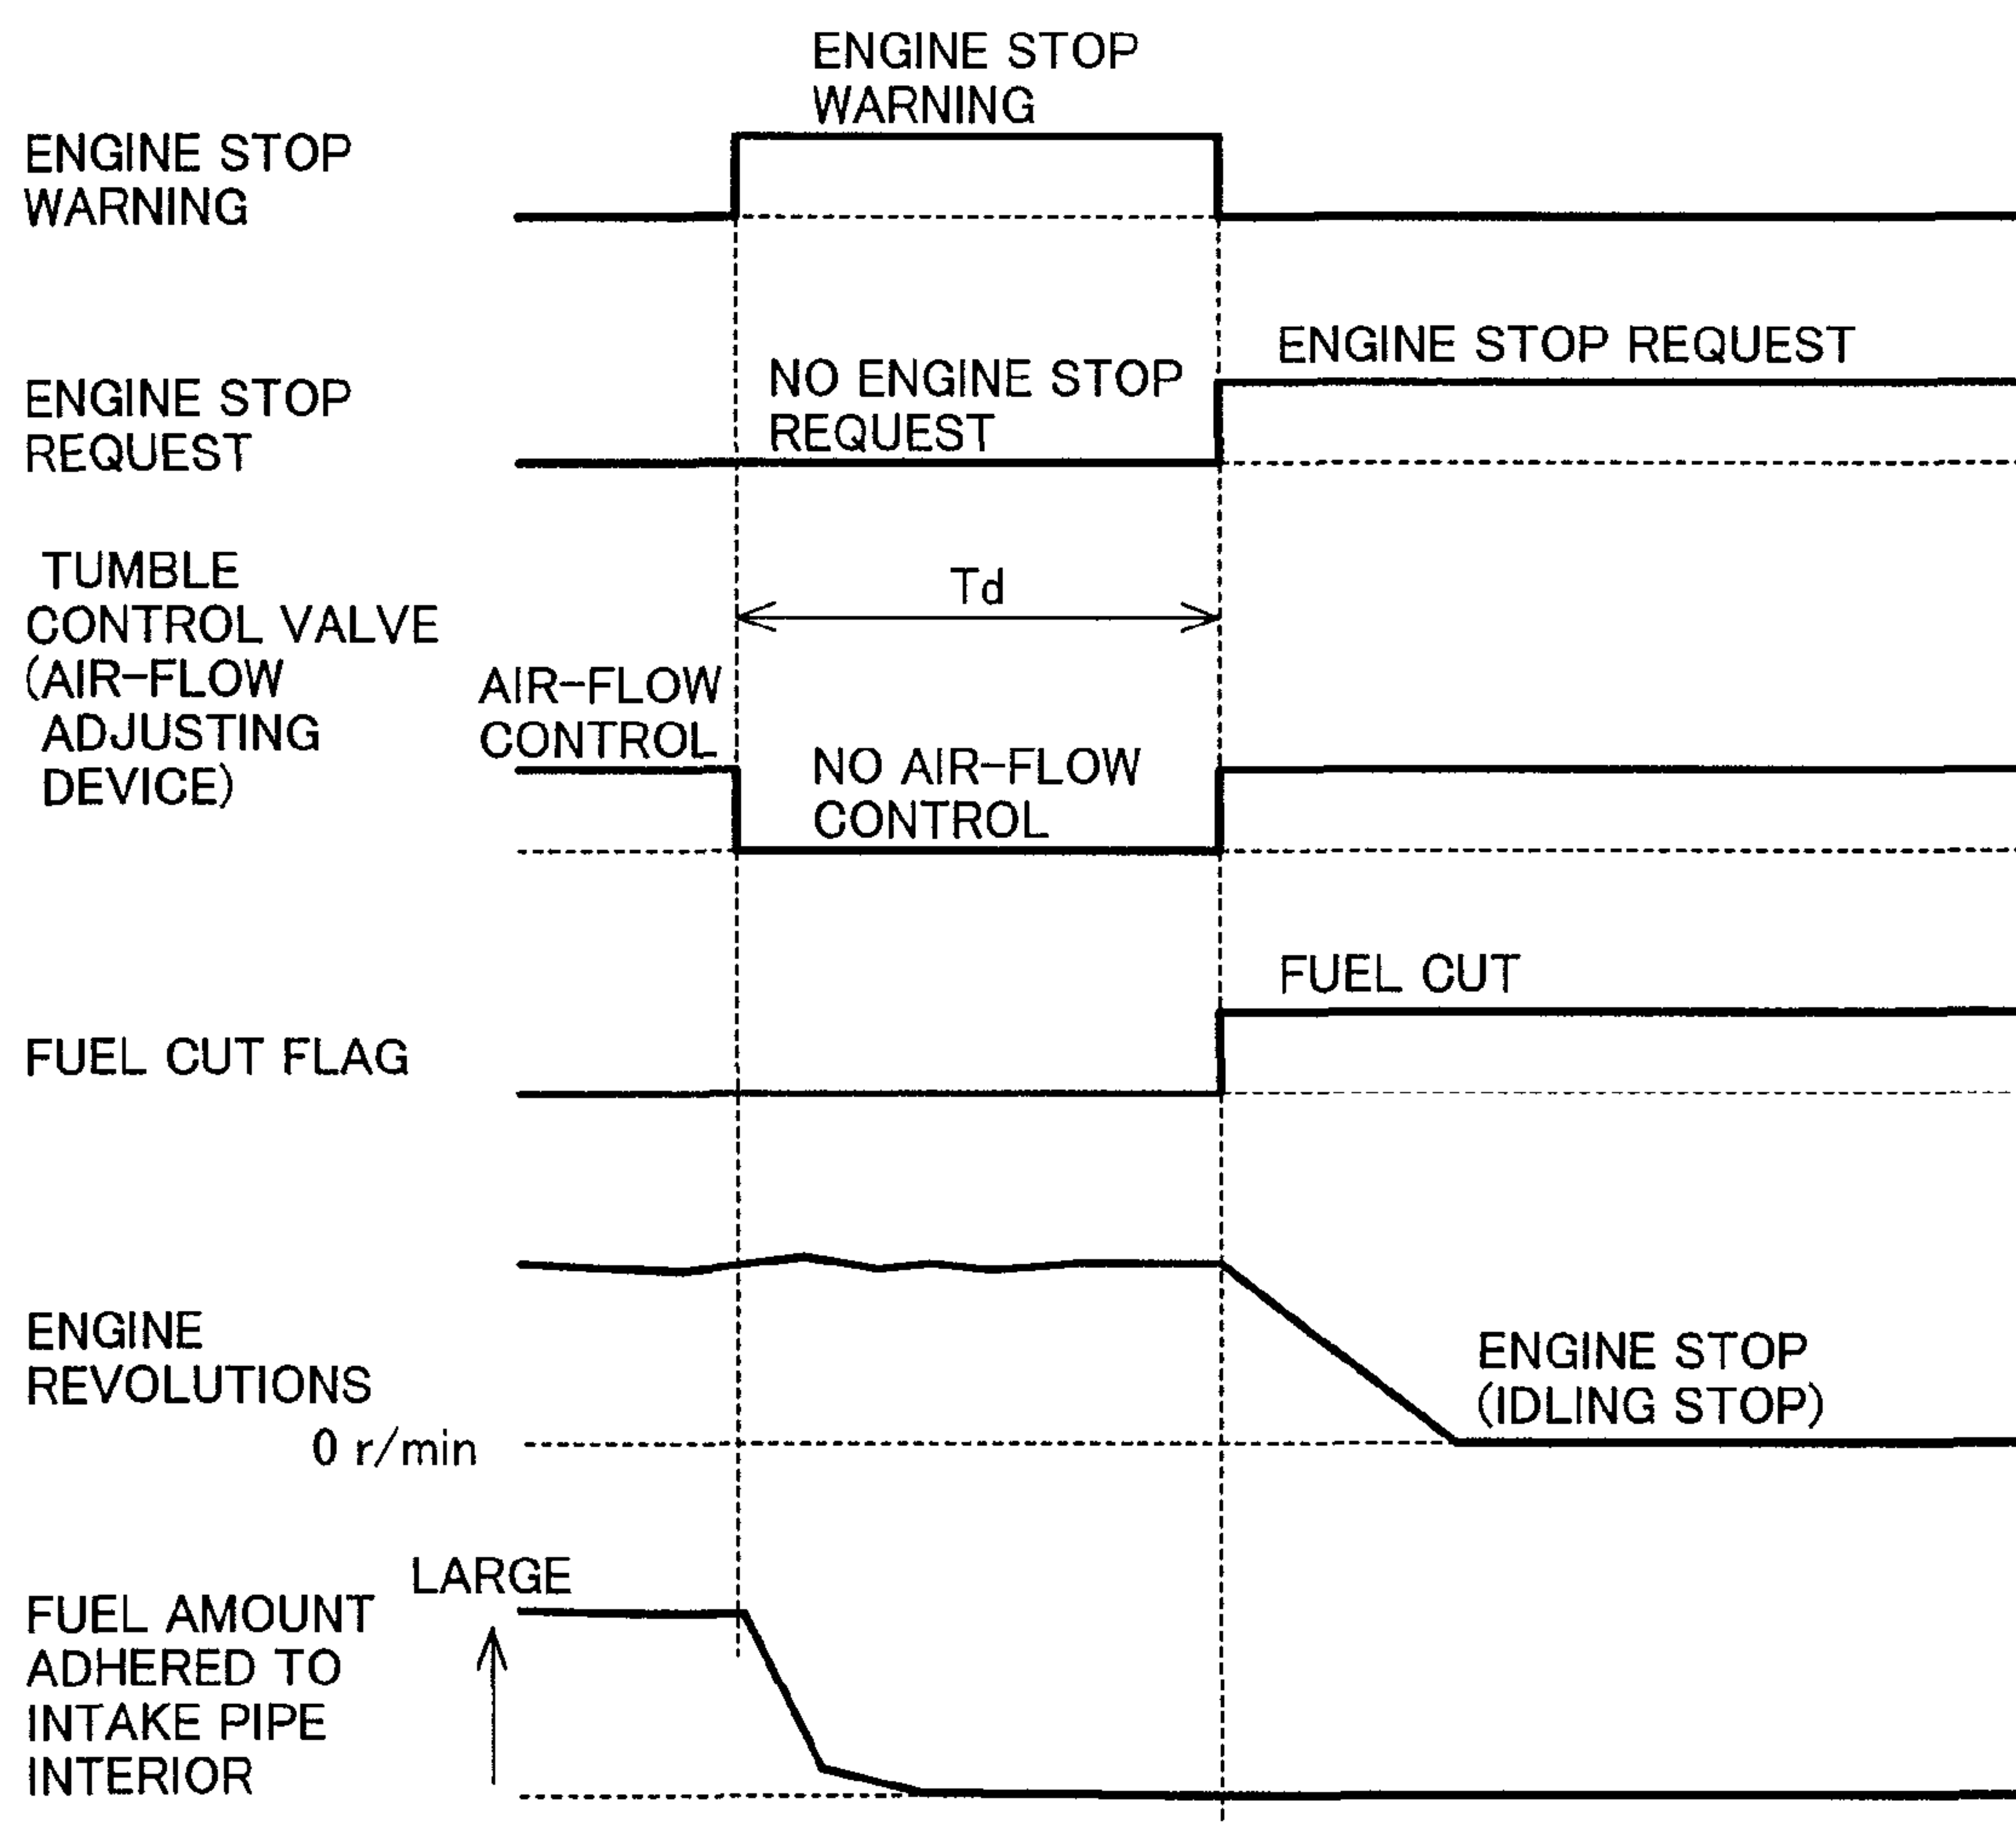 ENGINE STOP
WARNING
ENGINE STOP
WARNING
ENGINE STOP REQUEST
NO ENGINE STOP
REQUEST
ENGINE STOP
REQUEST
TUMBLE
CONTROL VALVE
(AIR-FLOW
ADJUSTING
DEVICE)
Td
AIR-FLOW
CONTROL
NO AIR-FLOW
CONTROL
FUEL CUT
FUEL CUT FLAG
ENGINE
REVOLUTIONS
0 r/min
ENGINE STOP
(IDLING STOP)
LARGE
FUEL AMOUNT
ADHERED TO
INTAKE PIPE
INTERIOR